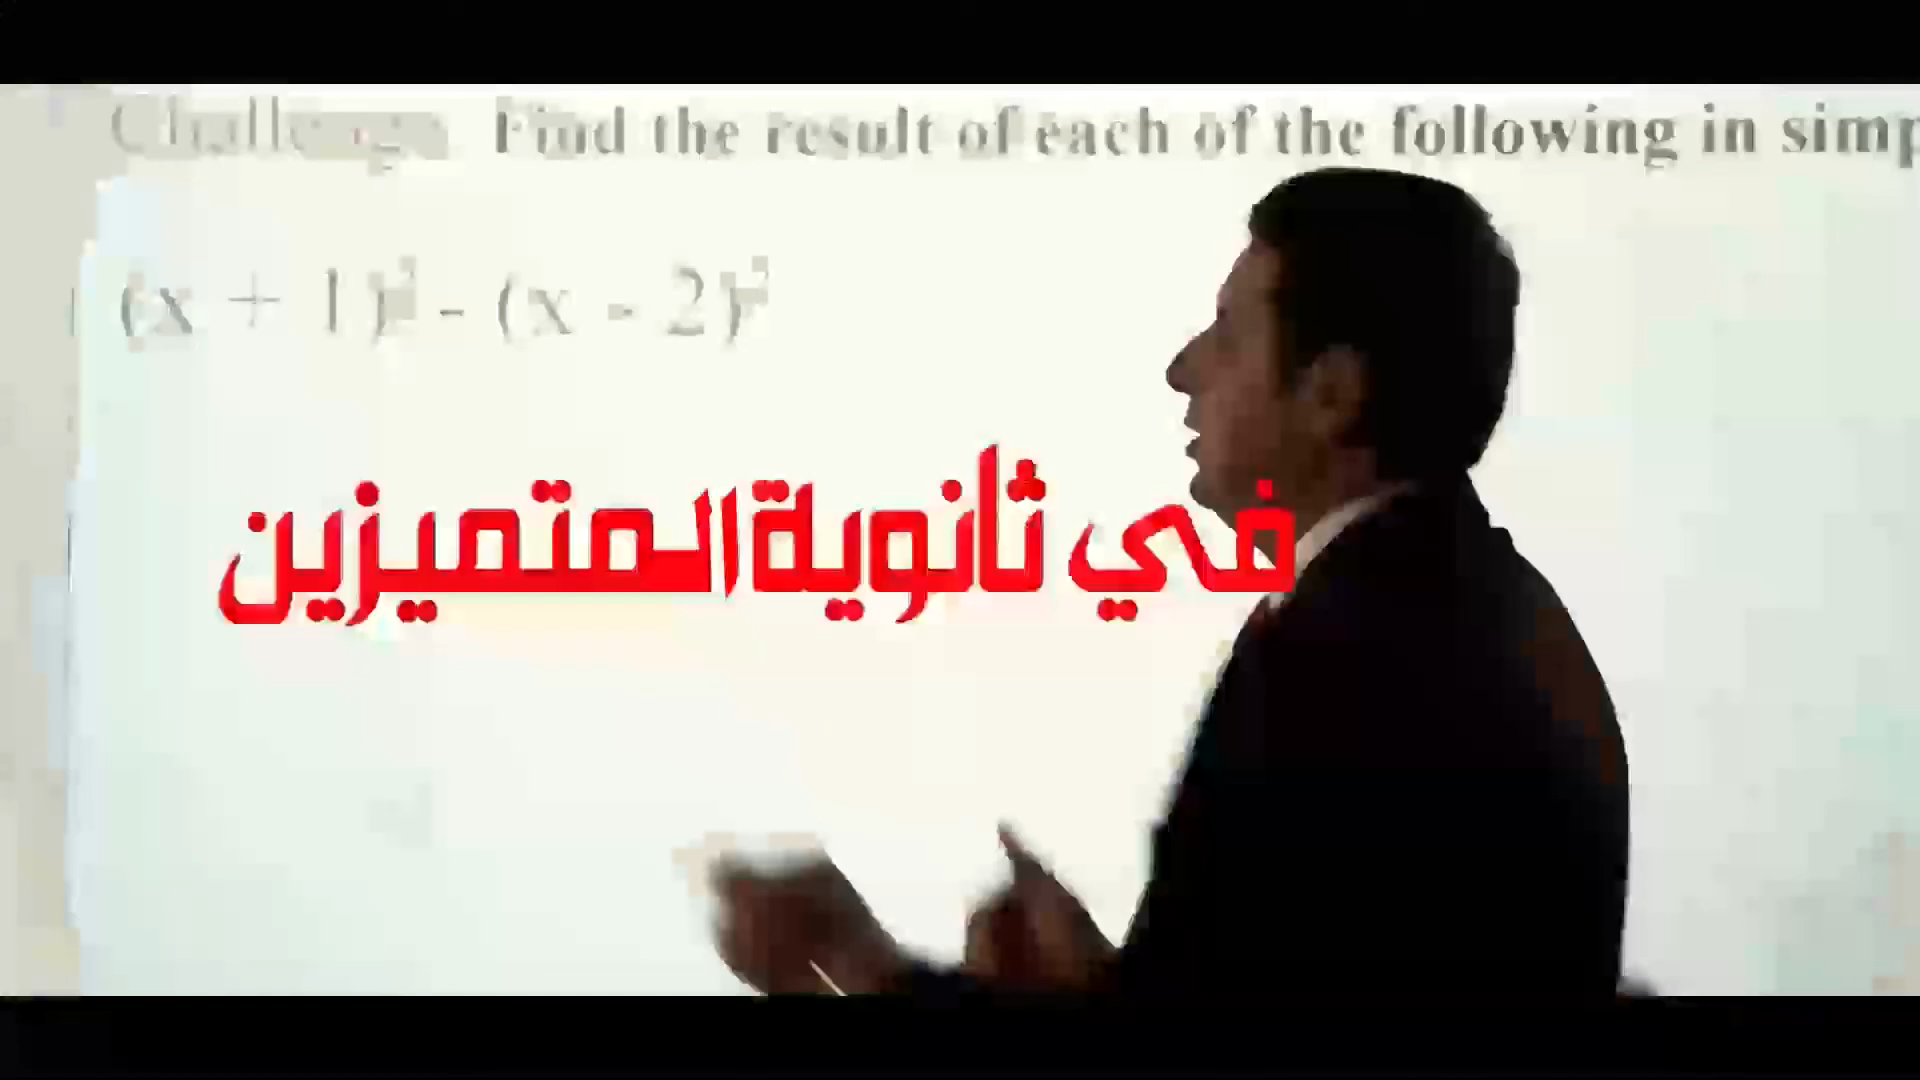 Challenge Find the result of each of the following in simp
(x + 1)² - (x - 2)²
في ثانوية المتميزين